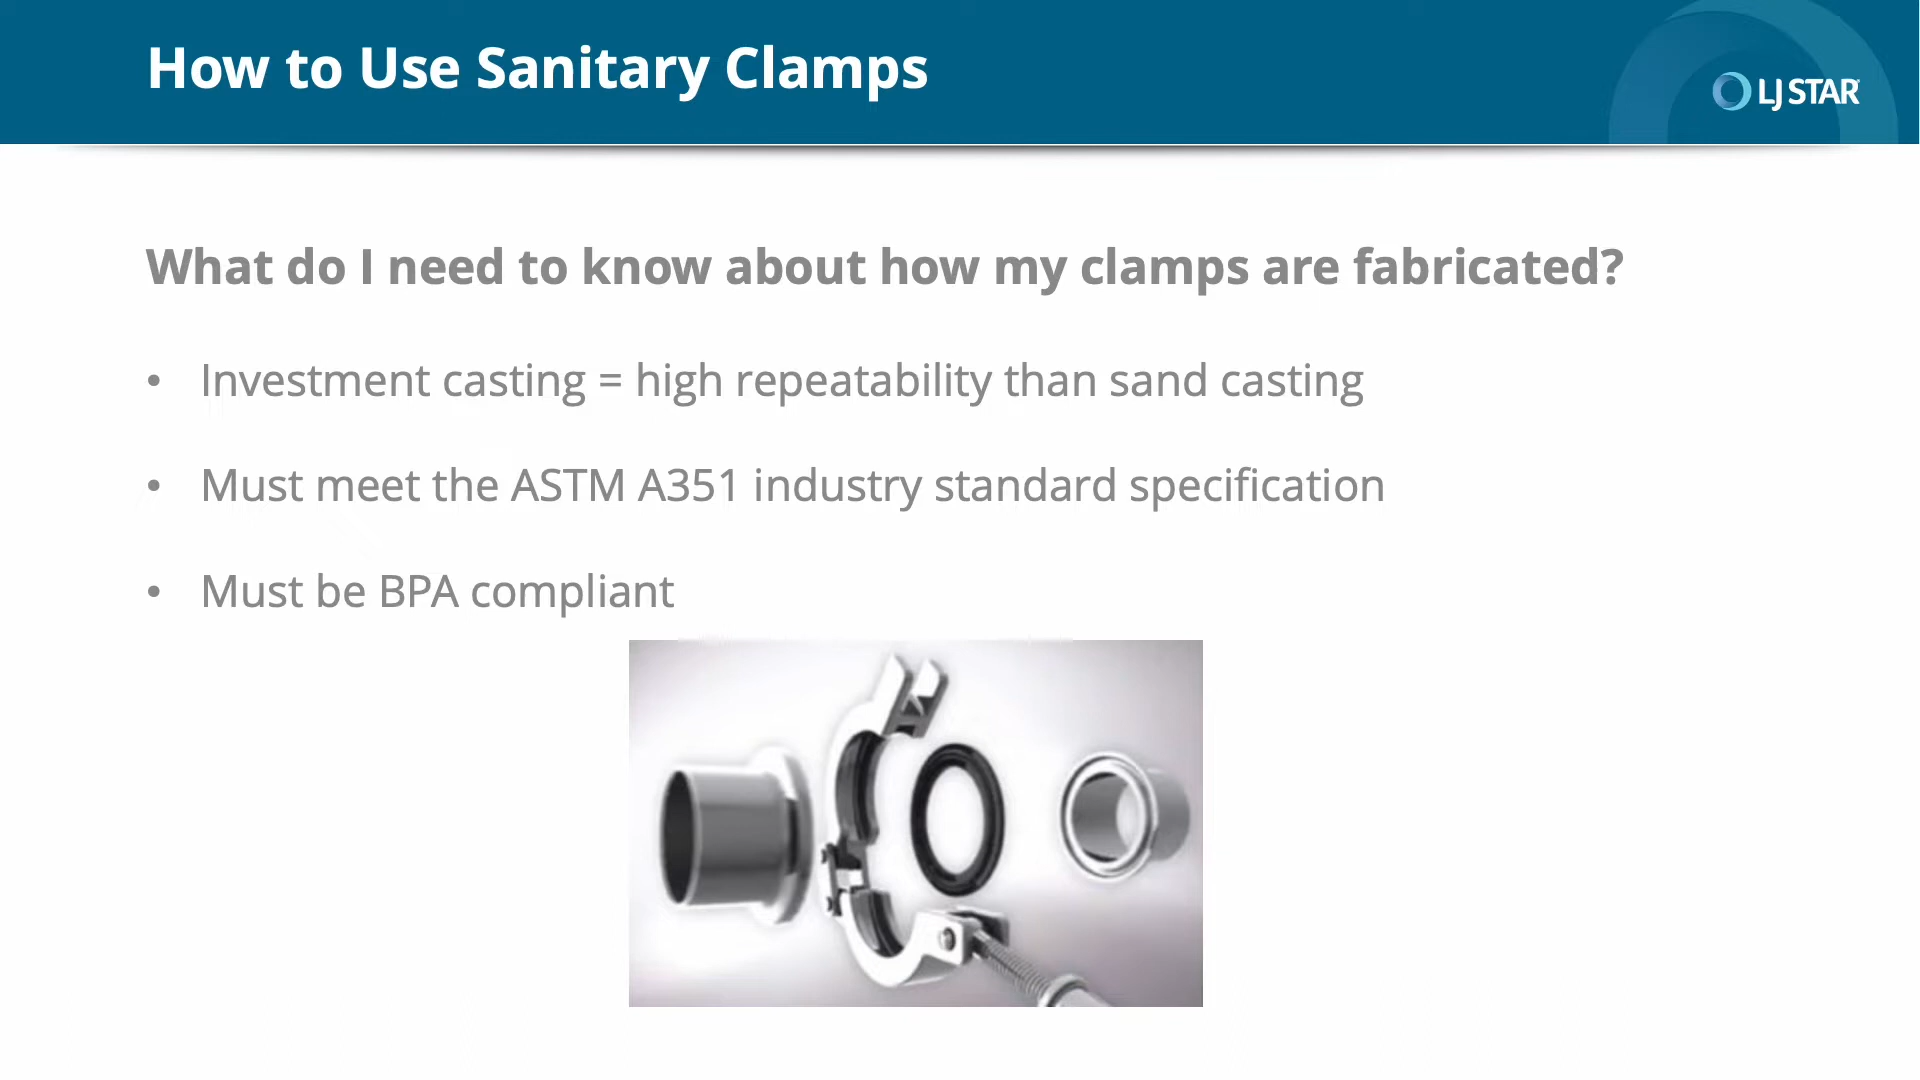 How to Use Sanitary Clamps
LJ STAR
What do I need to know about how my clamps are fabricated?
• Investment casting = high repeatability than sand casting
• Must meet the ASTM A351 industry standard specification
• Must be BPA compliant